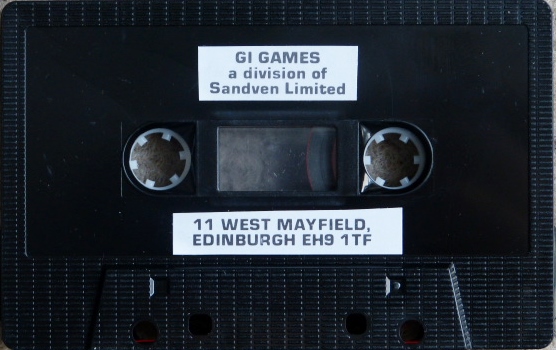 GI GAMES
a division of
Sandven Limited
11 WEST MAYFIELD,
EDINBURGH EH9 1TF